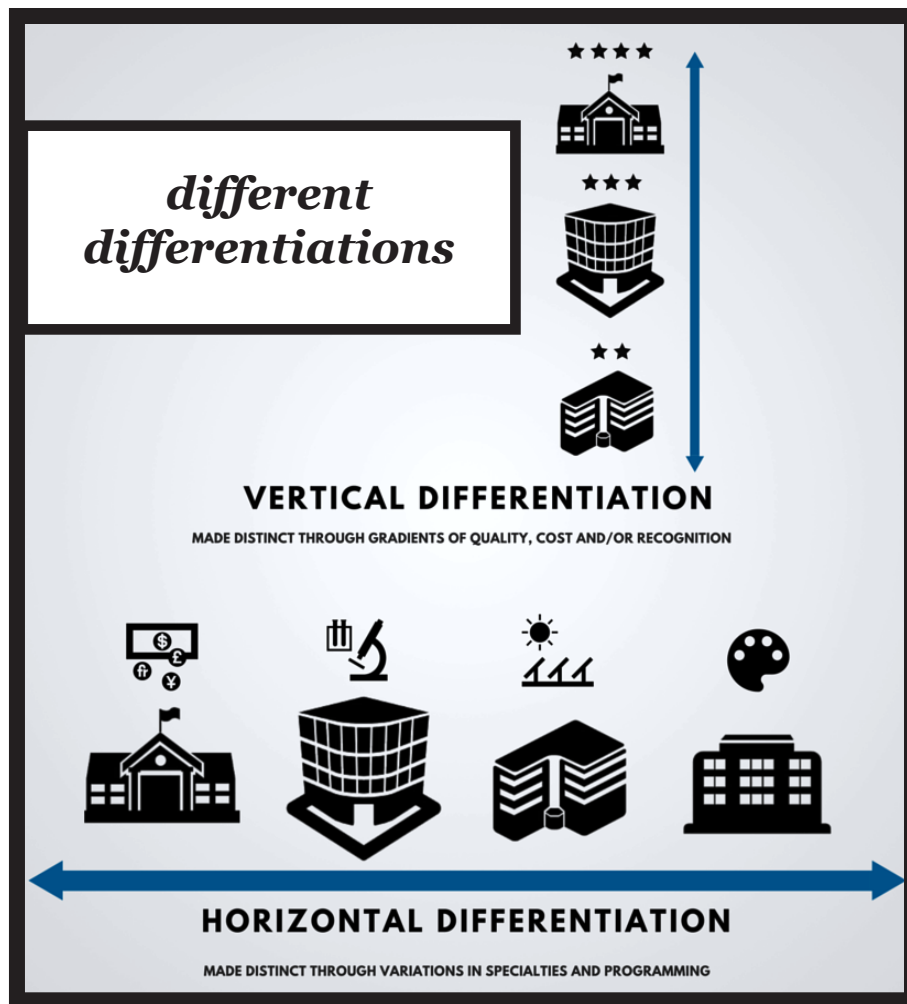 different
differentiations
VERTICAL DIFFERENTIATION
MADE DISTINCT THROUGH GRADIENTS OF QUALITY, COST AND/OR RECOGNITION
$
£
fr
¥
HORIZONTAL DIFFERENTIATION
MADE DISTINCT THROUGH VARIATIONS IN SPECIALTIES AND PROGRAMMING